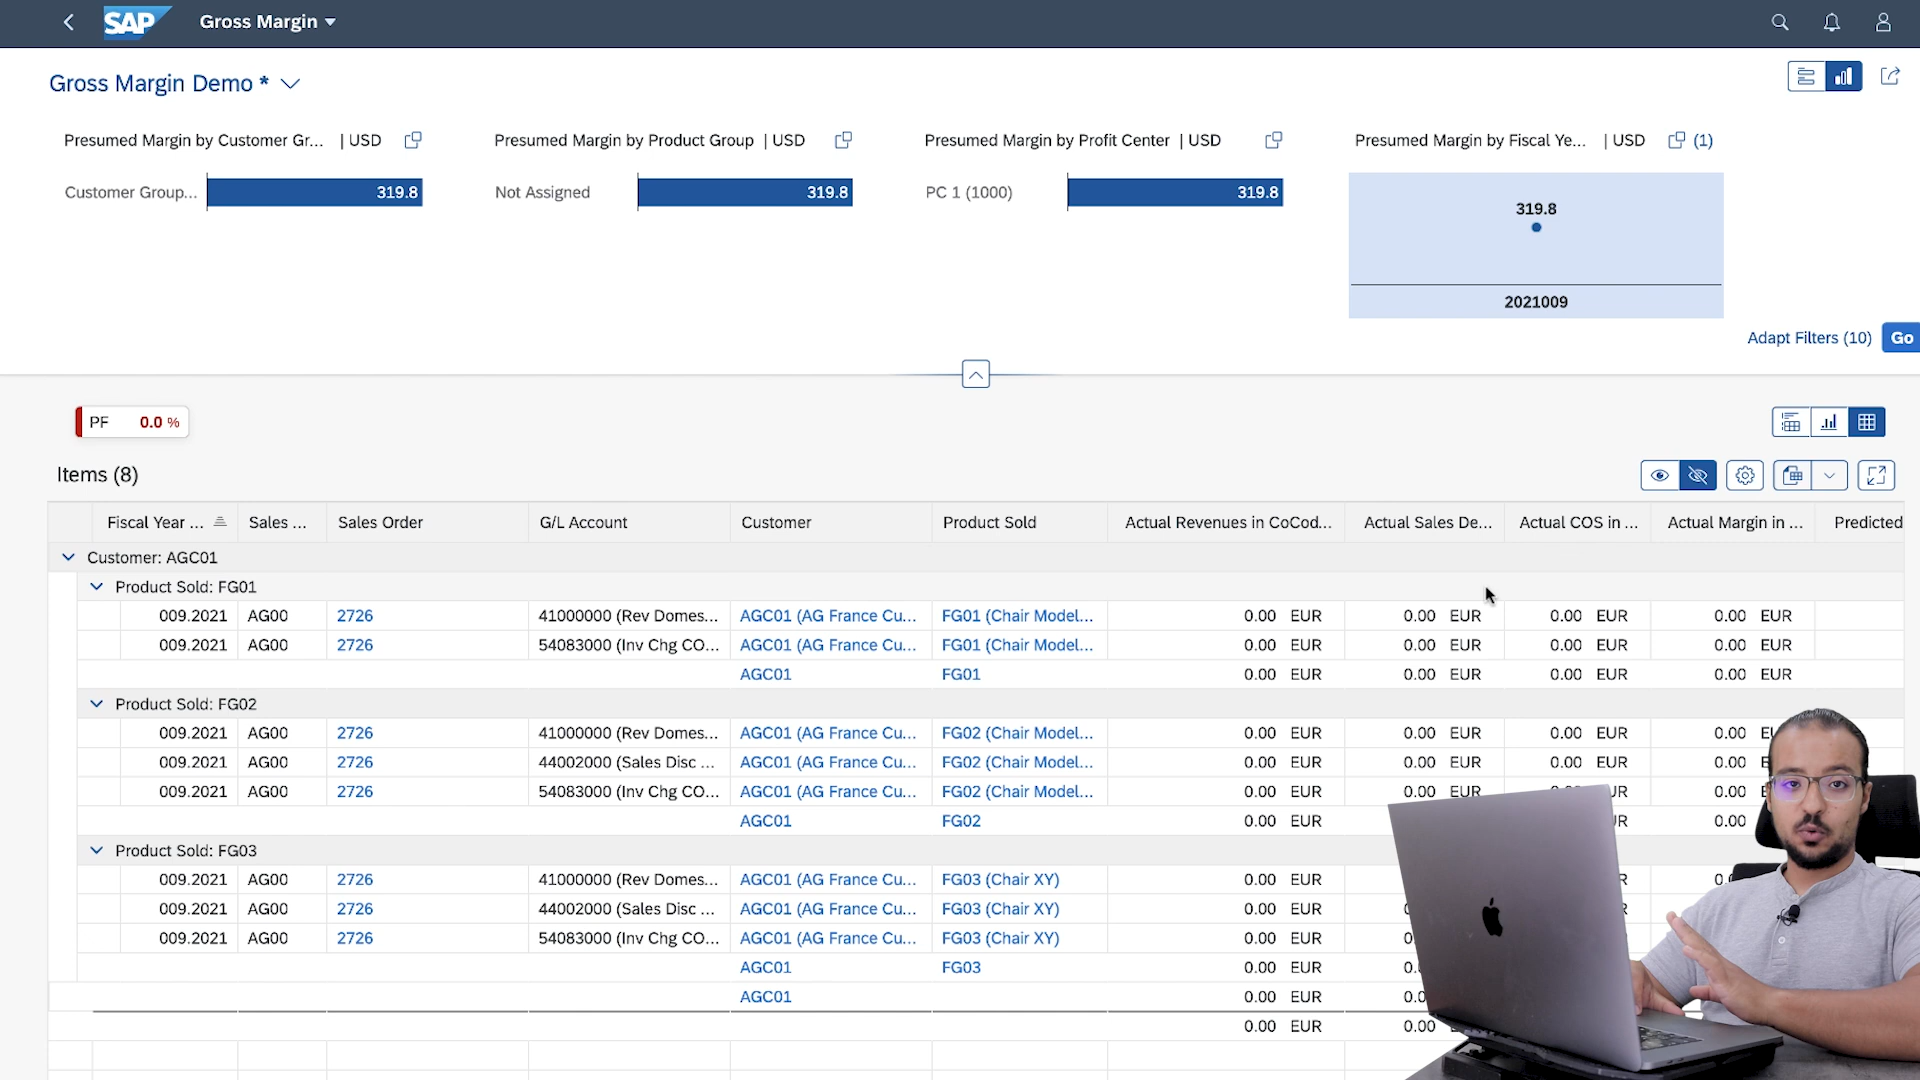 SAP Gross Margin
Gross Margin Demo *
Presumed Margin by Customer Gr... | USD
Presumed Margin by Product Group | USD
Presumed Margin by Profit Center | USD
Presumed Margin by Fiscal Ye... | USD (1)
Customer Group... 319.8
Not Assigned 319.8
PC 1 (1000) 319.8
319.8
2021009
Adapt Filters (10) Go
PF 0.0 %
Items (8)
Fiscal Year ... Sales ... Sales Order G/L Account Customer Product Sold Actual Revenues in CoCod... Actual Sales De... Actual COS in ... Actual Margin in ... Predicted
Customer: AGC01
Product Sold: FG01
009.2021 AG00 2726 41000000 (Rev Domes... AGC01 (AG France Cu... FG01 (Chair Model... 0.00 EUR 0.00 EUR 0.00 EUR 0.00 EUR
009.2021 AG00 2726 54083000 (Inv Chg CO... AGC01 (AG France Cu... FG01 (Chair Model... 0.00 EUR 0.00 EUR 0.00 EUR 0.00 EUR
AGC01 FG01 0.00 EUR 0.00 EUR 0.00 EUR 0.00 EUR
Product Sold: FG02
009.2021 AG00 2726 41000000 (Rev Domes... AGC01 (AG France Cu... FG02 (Chair Model... 0.00 EUR 0.00 EUR 0.00 EUR 0.00
009.2021 AG00 2726 44002000 (Sales Disc ... AGC01 (AG France Cu... FG02 (Chair Model... 0.00 EUR 0.00 EUR 0.00 EUR 0.00
009.2021 AG00 2726 54083000 (Inv Chg CO... AGC01 (AG France Cu... FG02 (Chair Model... 0.00 EUR 0.00 EUR 0.00
AGC01 FG02 0.00 EUR 0.00
Product Sold: FG03
009.2021 AG00 2726 41000000 (Rev Domes... AGC01 (AG France Cu... FG03 (Chair XY) 0.00 EUR
009.2021 AG00 2726 44002000 (Sales Disc ... AGC01 (AG France Cu... FG03 (Chair XY) 0.00 EUR
009.2021 AG00 2726 54083000 (Inv Chg CO... AGC01 (AG France Cu... FG03 (Chair XY) 0.00 EUR
AGC01 FG03 0.00 EUR
AGC01 0.00 EUR
0.00 EUR 0.00